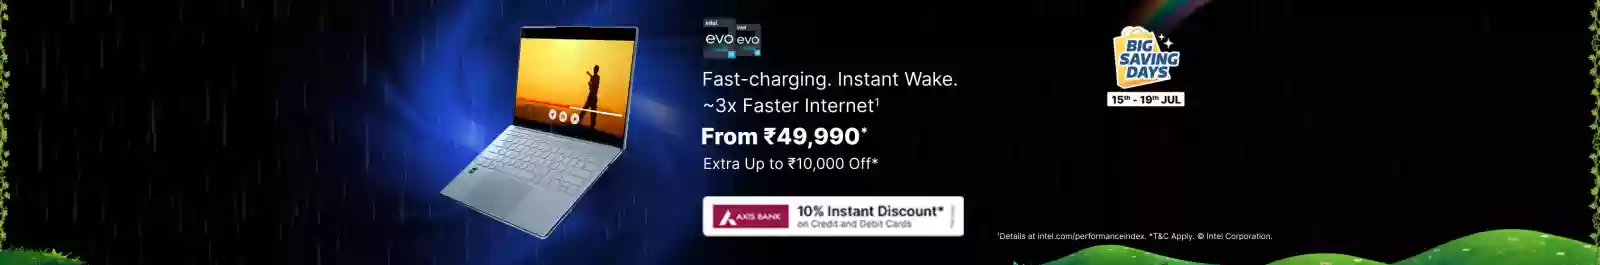 intel.
evo
intel
evo
Fast-charging. Instant Wake.
~3x Faster Internet¹
From ₹49,990*
Extra Up to ₹10,000 Off*
AXIS BANK
10% Instant Discount*
on Credit and Debit Cards
BIG
SAVING
DAYS
15th - 19th JUL
¹Details at intel.com/performanceindex. *T&C Apply. © Intel Corporation.